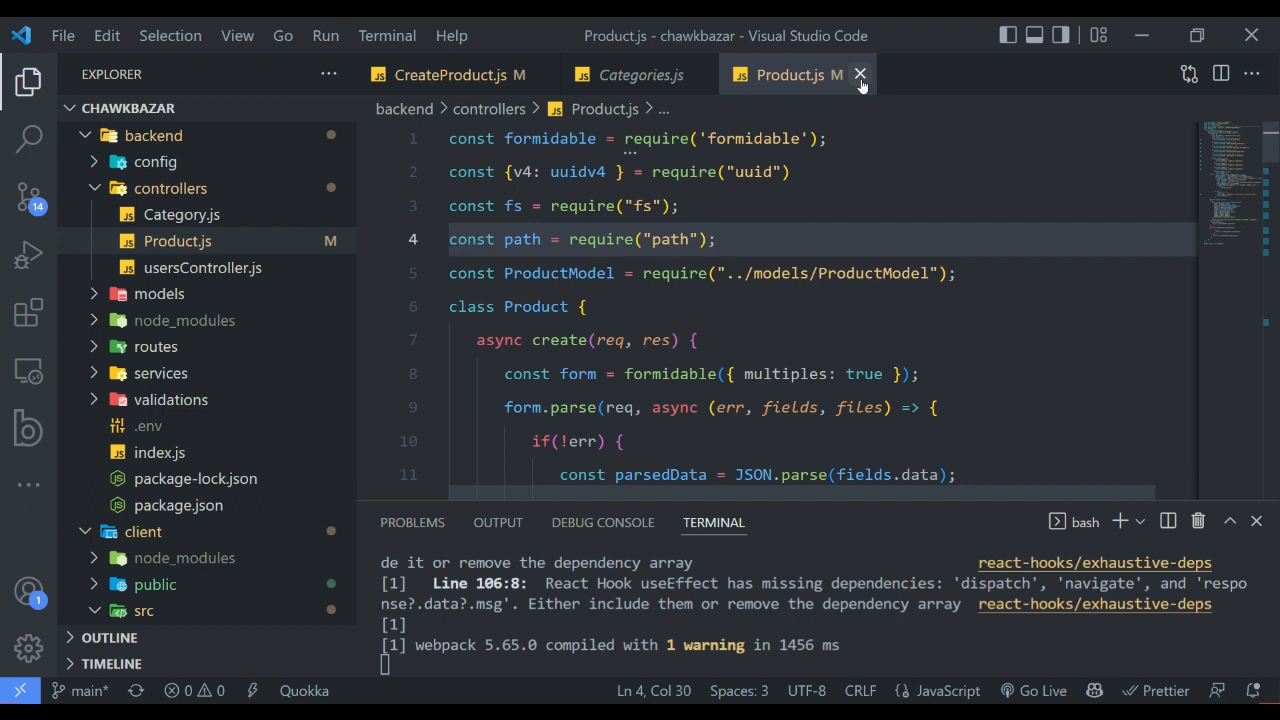 File Edit Selection View Go Run Terminal Help
Product.js - chawkbazar - Visual Studio Code
EXPLORER
CreateProduct.js M
Categories.js
Product.js M
CHAWKBAZAR
backend
config
controllers
Category.js
Product.js M
usersController.js
models
node_modules
routes
services
validations
.env
index.js
package-lock.json
package.json
client
node_modules
public
src
OUTLINE
TIMELINE
14
1
backend > controllers > Product.js > ...
1 const formidable = require('formidable');
2 const { uuidv4 } = require("uuid")
3 const fs = require("fs");
4 const path = require("path");
5 const ProductModel = require("../models/ProductModel");
6 class Product {
7 async create(req, res) {
8 const form = formidable({ multiples: true });
9 form.parse(req, async (err, fields, files) => {
10 if(!err) {
11 const parsedData = JSON.parse(fields.data);
PROBLEMS OUTPUT DEBUG CONSOLE TERMINAL
bash
de it or remove the dependency array react-hooks/exhaustive-deps
[1] Line 106:8: React Hook useEffect has missing dependencies: 'dispatch', 'navigate', and 'respo
nse?.data?.msg'. Either include them or remove the dependency array react-hooks/exhaustive-deps
[1]
[1] webpack 5.65.0 compiled with 1 warning in 1456 ms
main* 0 0 Quokka
Ln 4, Col 30 Spaces: 3 UTF-8 CRLF {} JavaScript Go Live Prettier